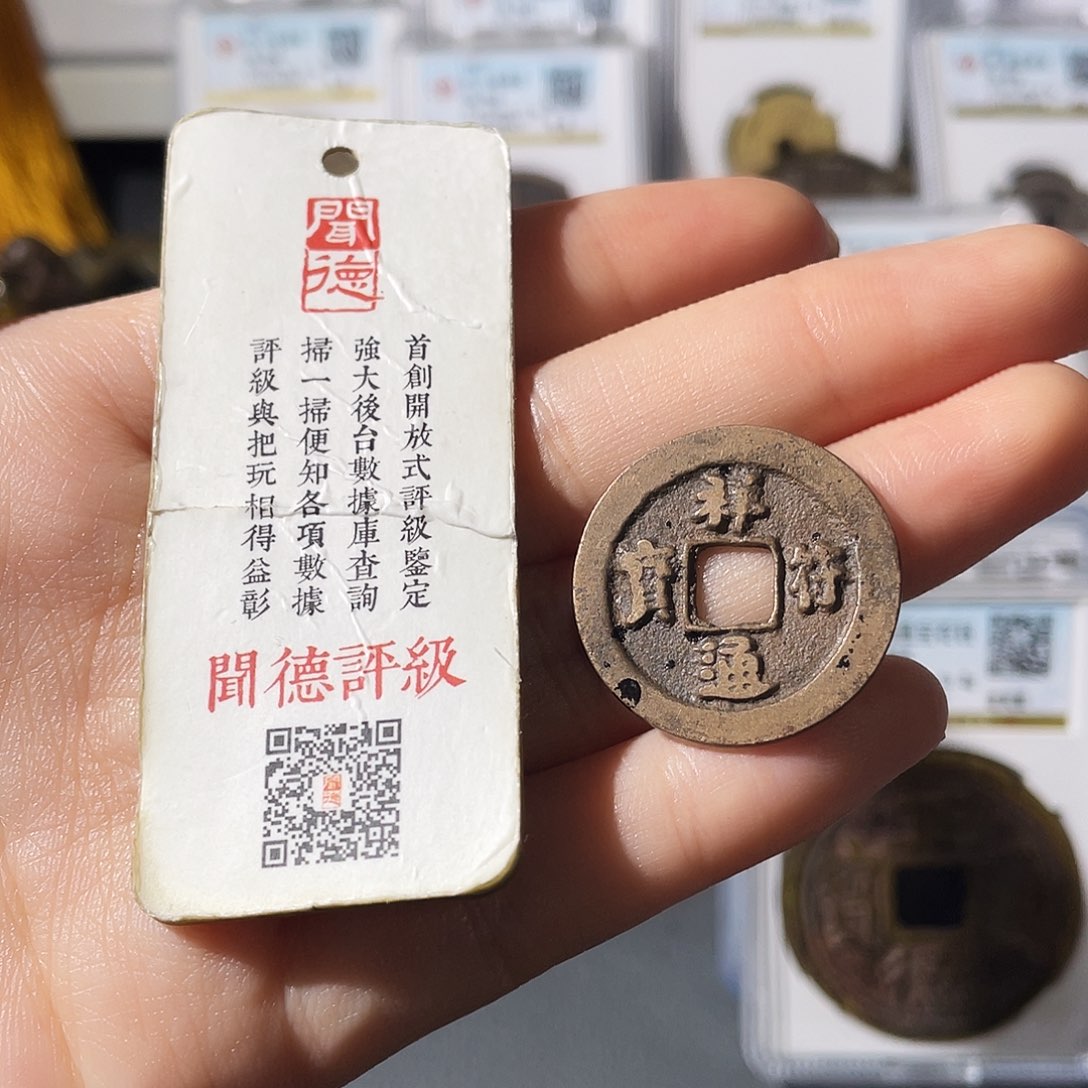 聞德
首創開放式評級鑒定
強大後台數據庫查詢
掃一掃便知各項數據
評級與把玩相得益彰
聞德評級
祥符通寶